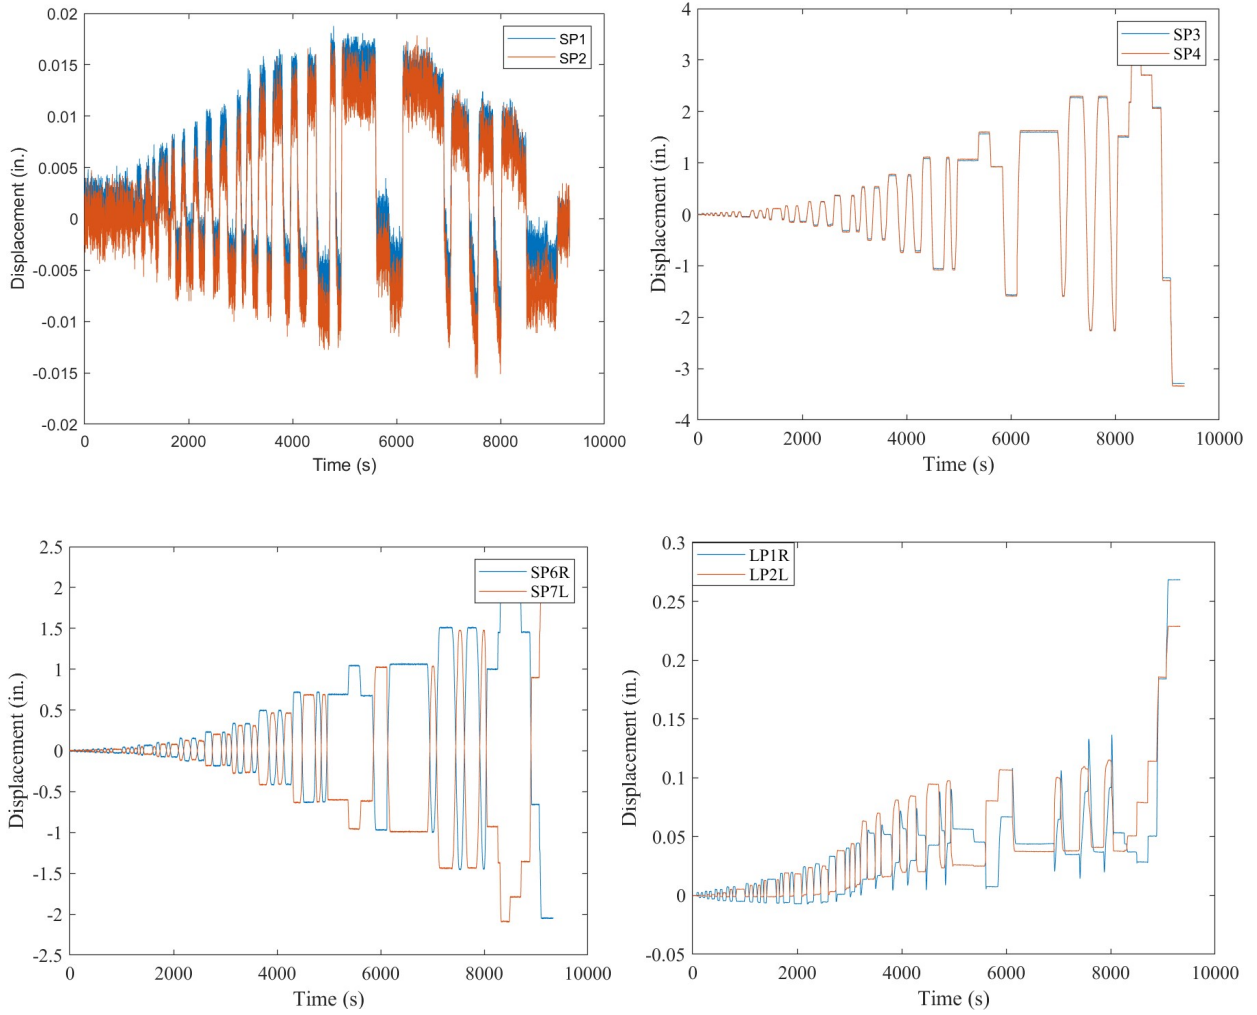 0.02
0.015
0.01
0.005
0
-0.005
-0.01
-0.015
-0.02
Displacement (in.)
0 2000 4000 6000 8000 10000
Time (s)
SP1
SP2
4
3
2
1
0
-1
-2
-3
-4
Displacement (in.)
0 2000 4000 6000 8000 10000
Time (s)
SP3
SP4
2.5
2
1.5
1
0.5
0
-0.5
-1
-1.5
-2
-2.5
Displacement (in.)
0 2000 4000 6000 8000 10000
Time (s)
SP6R
SP7L
0.3
0.25
0.2
0.15
0.1
0.05
0
-0.05
Displacement (in.)
0 2000 4000 6000 8000 10000
Time (s)
LP1R
LP2L